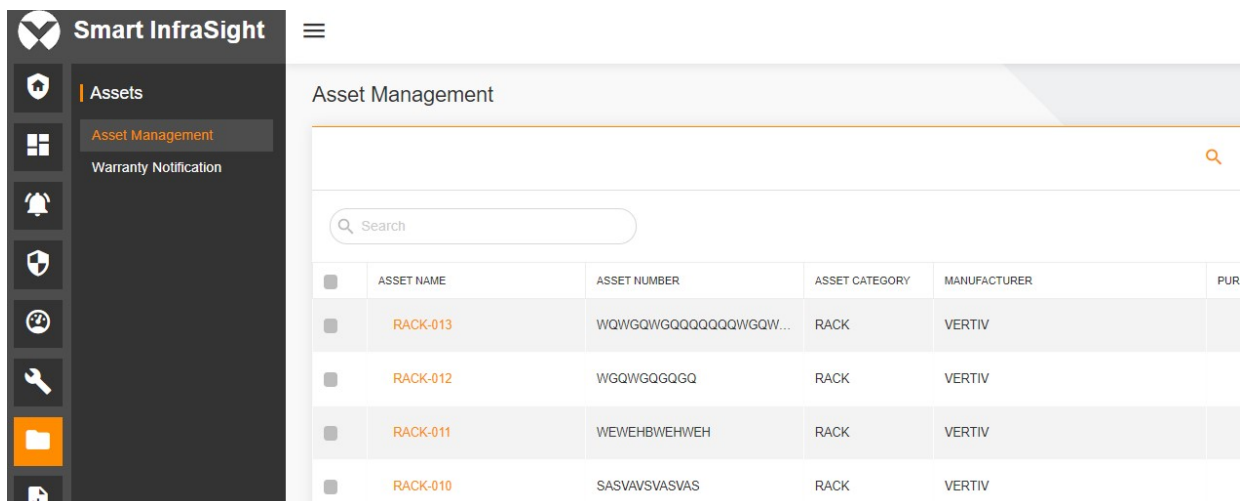 Smart InfraSight
Assets
Asset Management
Warranty Notification
Asset Management
Search
ASSET NAME ASSET NUMBER ASSET CATEGORY MANUFACTURER PUR
RACK-013 WQWGQWGQQQQQQQWGQW... RACK VERTIV
RACK-012 WGQWGQGQGQ RACK VERTIV
RACK-011 WEWEHBWEHWEH RACK VERTIV
RACK-010 SASVAVSVASVAS RACK VERTIV